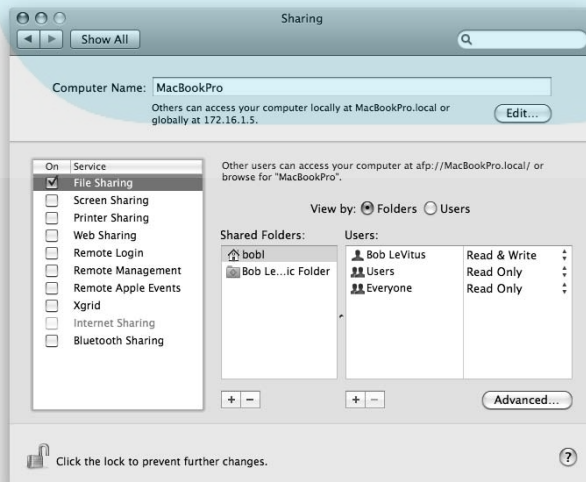 Sharing
Show All
Computer Name: MacBookPro
Others can access your computer locally at MacBookPro.local or
globally at 172.16.1.5.
Edit...
On Service
File Sharing
Screen Sharing
Printer Sharing
Web Sharing
Remote Login
Remote Management
Remote Apple Events
Xgrid
Internet Sharing
Bluetooth Sharing
Other users can access your computer at afp://MacBookPro.local/ or
browse for "MacBookPro".
View by: Folders Users
Shared Folders:
bobl
Bob Le...ic Folder
Users:
Bob LeVitus Read & Write
Users Read Only
Everyone Read Only
+ −
+ −
Advanced...
Click the lock to prevent further changes.
?